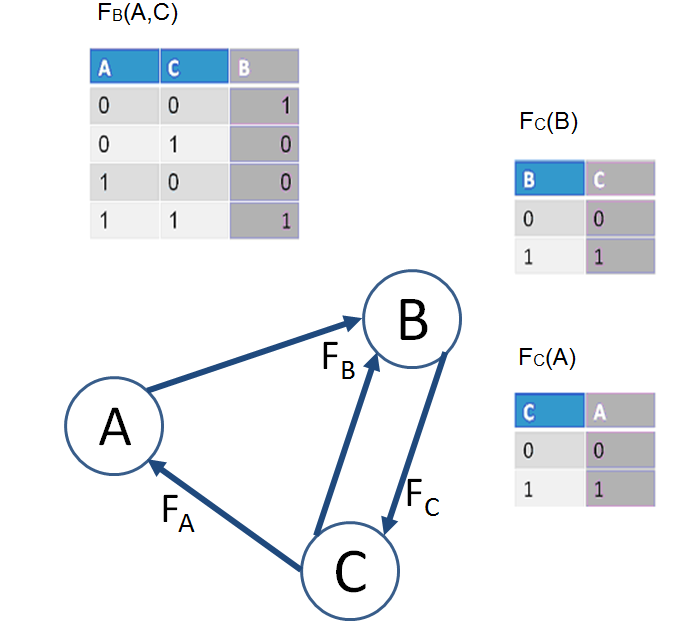 FB(A,C)
A C B
0 0 1
0 1 0
1 0 0
1 1 1
FC(B)
B C
0 0
1 1
FC(A)
C A
0 0
1 1
B
FB
A
FC
FA
C